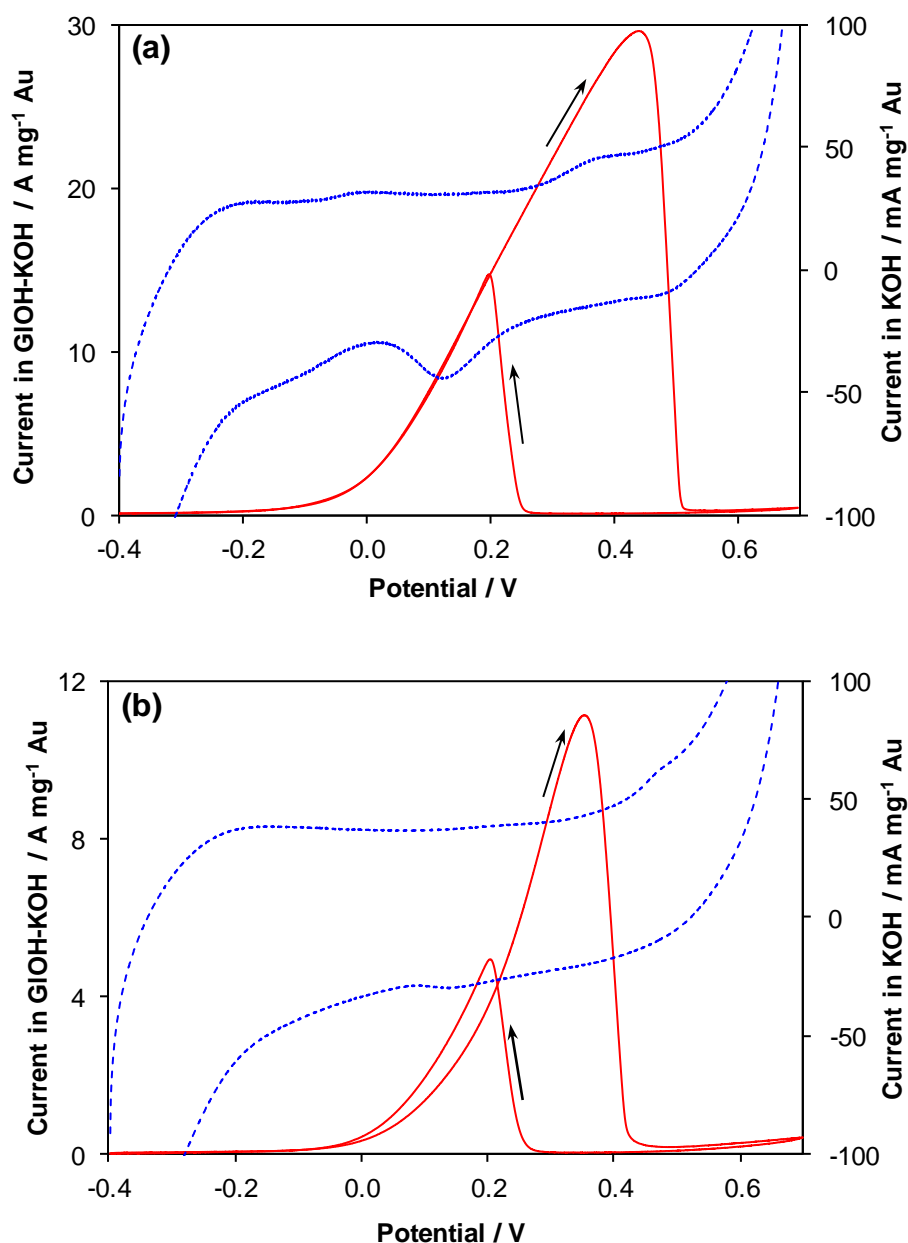 (a)
Current in GlOH-KOH / A mg⁻¹ Au
30
20
10
0
100
50
0
-50
-100
Current in KOH / mA mg⁻¹ Au
-0.4 -0.2 0.0 0.2 0.4 0.6
Potential / V
(b)
Current in GlOH-KOH / A mg⁻¹ Au
12
8
4
0
100
50
0
-50
-100
Current in KOH / mA mg⁻¹ Au
-0.4 -0.2 0.0 0.2 0.4 0.6
Potential / V